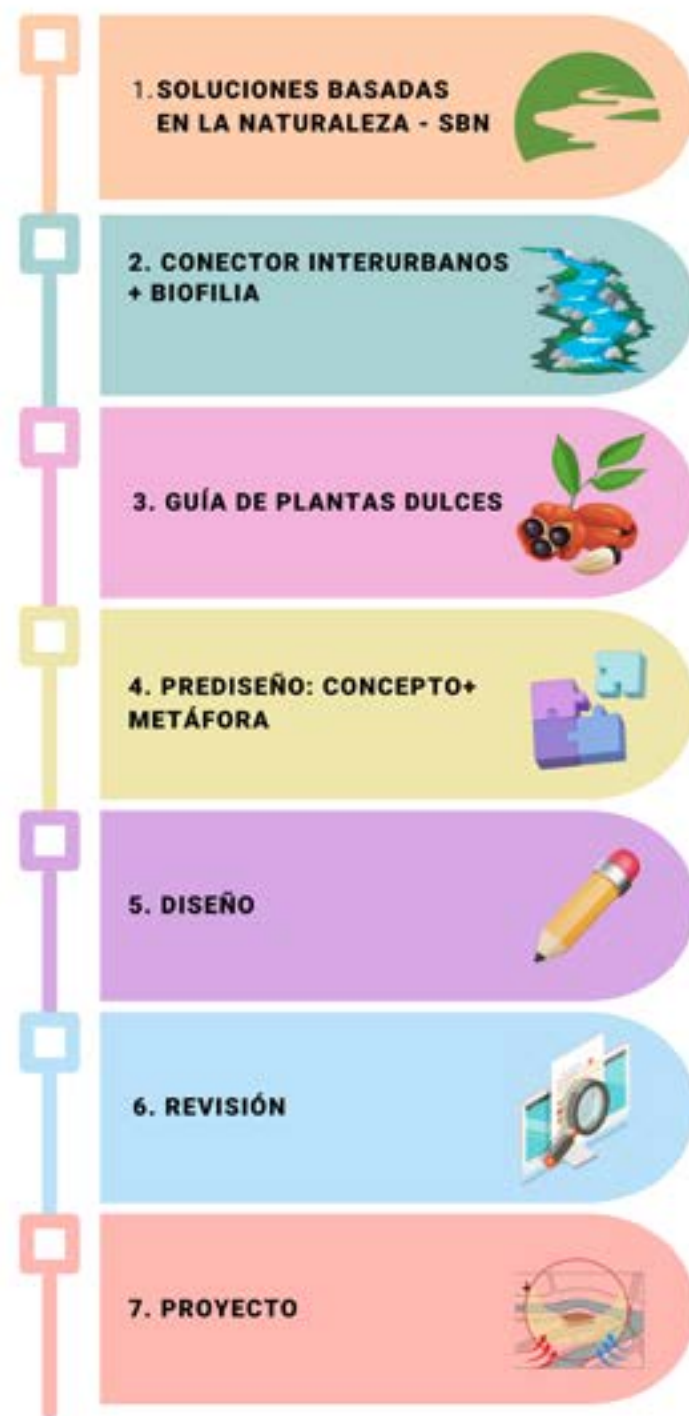 1. SOLUCIONES BASADAS
EN LA NATURALEZA - SBN
2. CONECTOR INTERURBANOS
+ BIOFILIA
3. GUÍA DE PLANTAS DULCES
4. PREDISEÑO: CONCEPTO+
METÁFORA
5. DISEÑO
6. REVISIÓN
7. PROYECTO